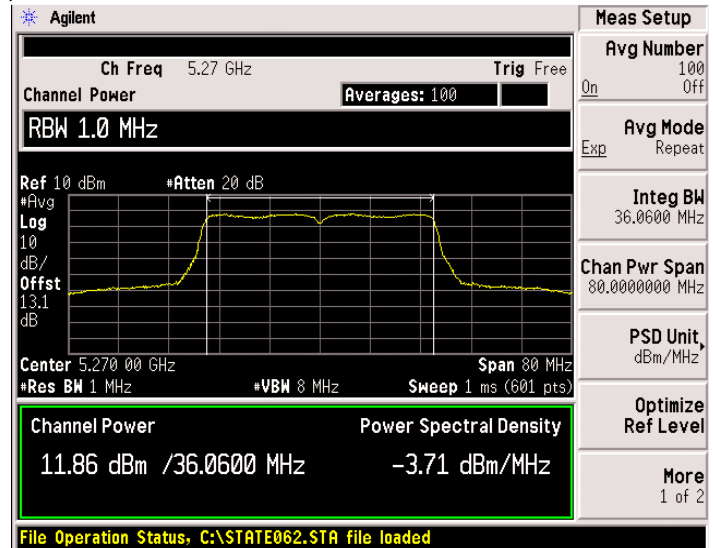 Agilent
Meas Setup
Ch Freq 5.27 GHz
Trig Free
Channel Power
Averages: 100
RBW 1.0 MHz
Ref 10 dBm
#Atten 20 dB
#Avg
Log
10
dB/
Offst
13.1
dB
Center 5.270 00 GHz
Span 80 MHz
#Res BW 1 MHz
#VBW 8 MHz
Sweep 1 ms (601 pts)
Channel Power
Power Spectral Density
11.86 dBm /36.0600 MHz
-3.71 dBm/MHz
File Operation Status, C:\STATE062.STA file loaded
Avg Number
100
On Off
Avg Mode
Exp Repeat
Integ BW
36.0600 MHz
Chan Pwr Span
80.0000000 MHz
PSD Unit
dBm/MHz
Optimize
Ref Level
More
1 of 2